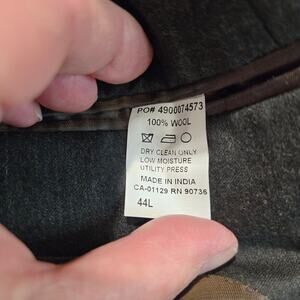 PO# 4900074573
100% WOOL
DRY CLEAN ONLY
LOW MOISTURE
UTILITY PRESS
MADE IN INDIA
CA-01129 RN 90736
44L